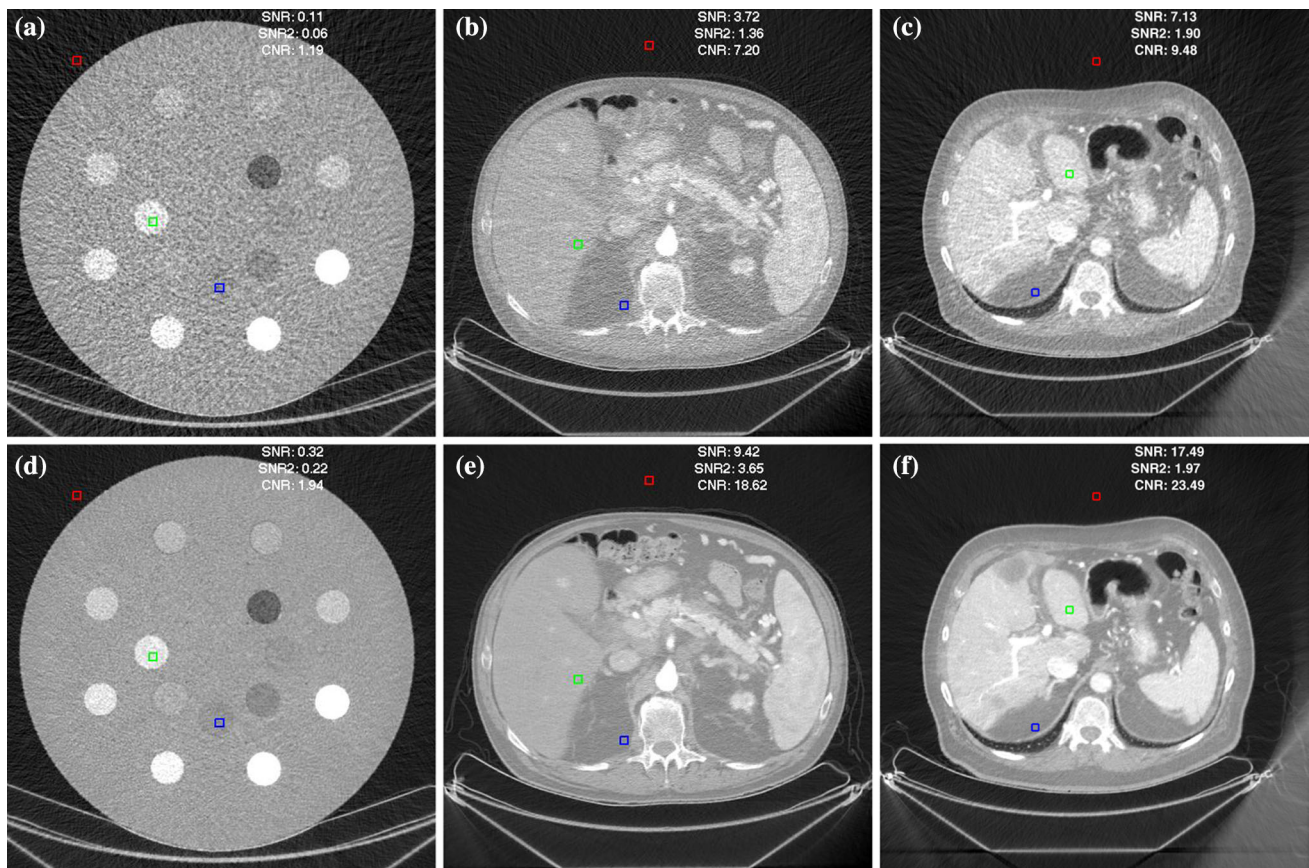 (a)
SNR: 0.11
SNR2: 0.06
CNR: 1.19
(b)
SNR: 3.72
SNR2: 1.36
CNR: 7.20
(c)
SNR: 7.13
SNR2: 1.90
CNR: 9.48
(d)
SNR: 0.32
SNR2: 0.22
CNR: 1.94
(e)
SNR: 9.42
SNR2: 3.65
CNR: 18.62
(f)
SNR: 17.49
SNR2: 1.97
CNR: 23.49